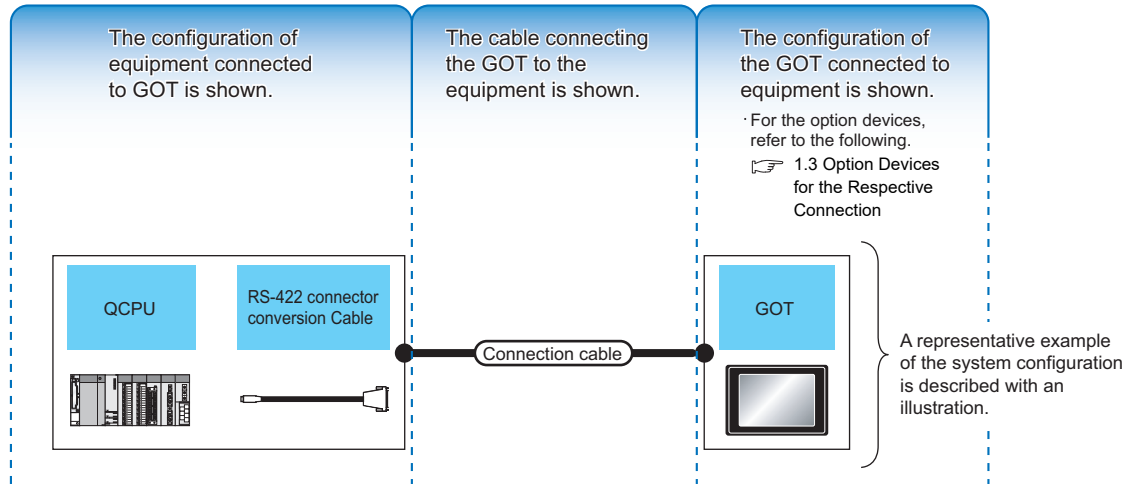 The configuration of
equipment connected
to GOT is shown.
The cable connecting
the GOT to the
equipment is shown.
The configuration of
the GOT connected to
equipment is shown.
· For the option devices,
refer to the following.
1.3 Option Devices
for the Respective
Connection
QCPU
RS-422 connector
conversion Cable
Connection cable
GOT
A representative example
of the system configuration
is described with an
illustration.